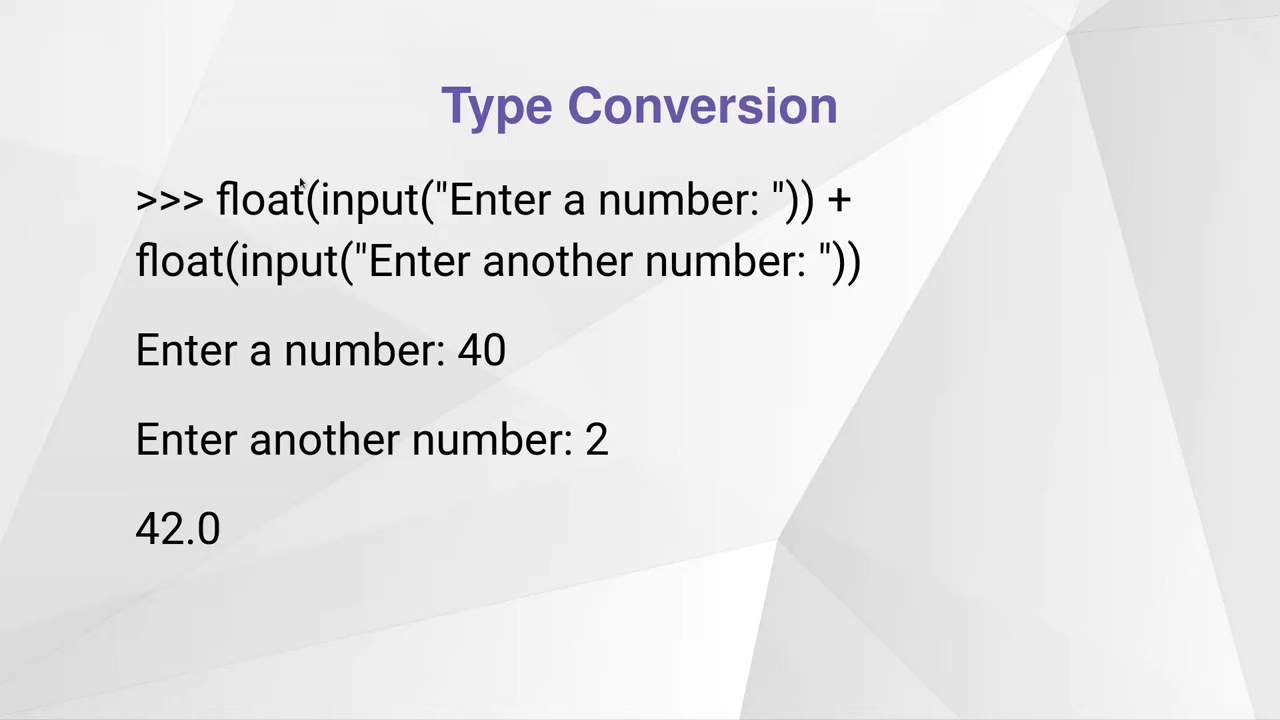 Type Conversion
>>> float(input("Enter a number: ")) +
float(input("Enter another number: "))
Enter a number: 40
Enter another number: 2
42.0